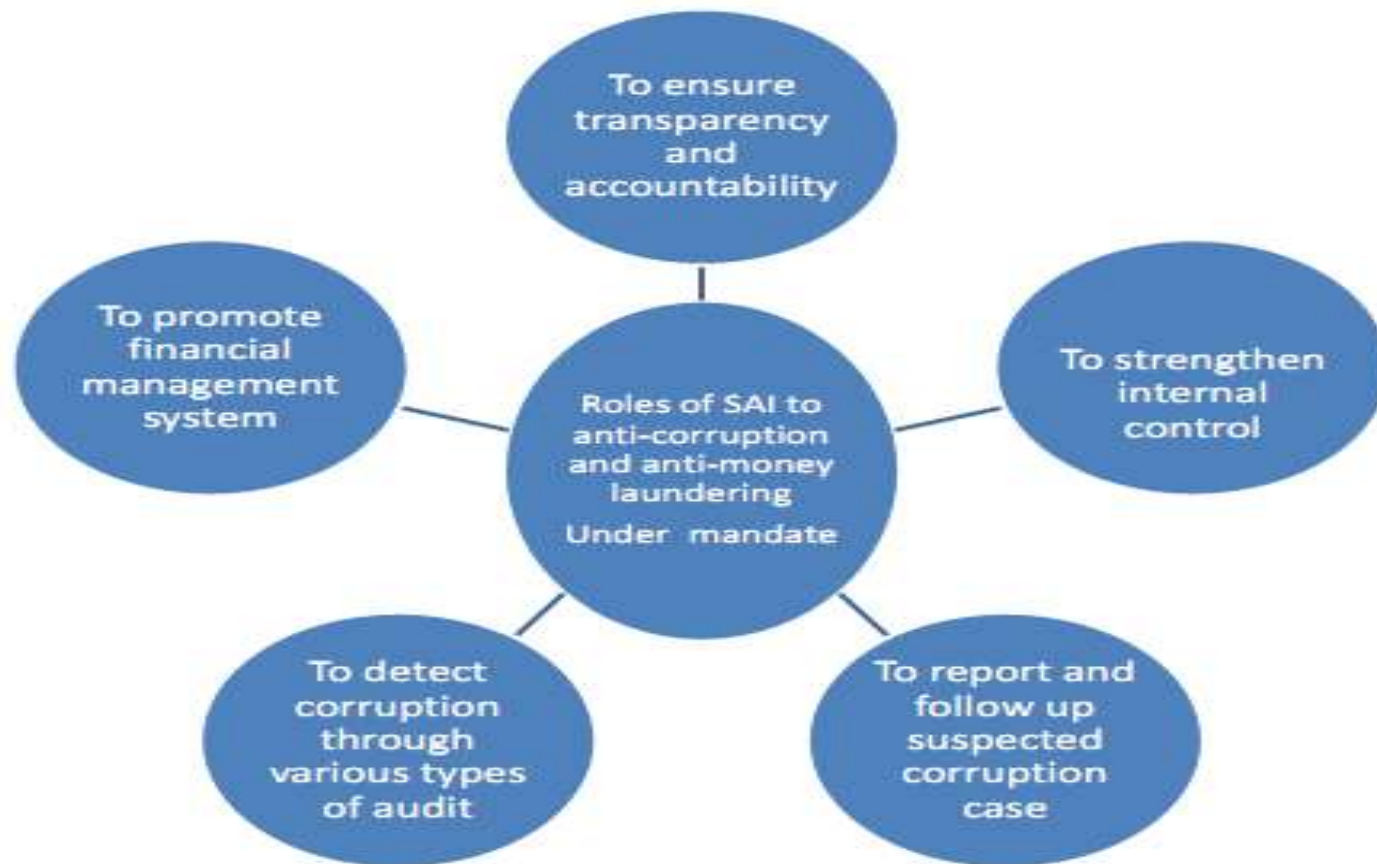 To ensure
transparency
and
accountability
To strengthen
internal
control
To report and
follow up
suspected
corruption
case
To detect
corruption
through
various types
of audit
To promote
financial
management
system
Roles of SAI to
anti-corruption
and anti-money
laundering
Under mandate